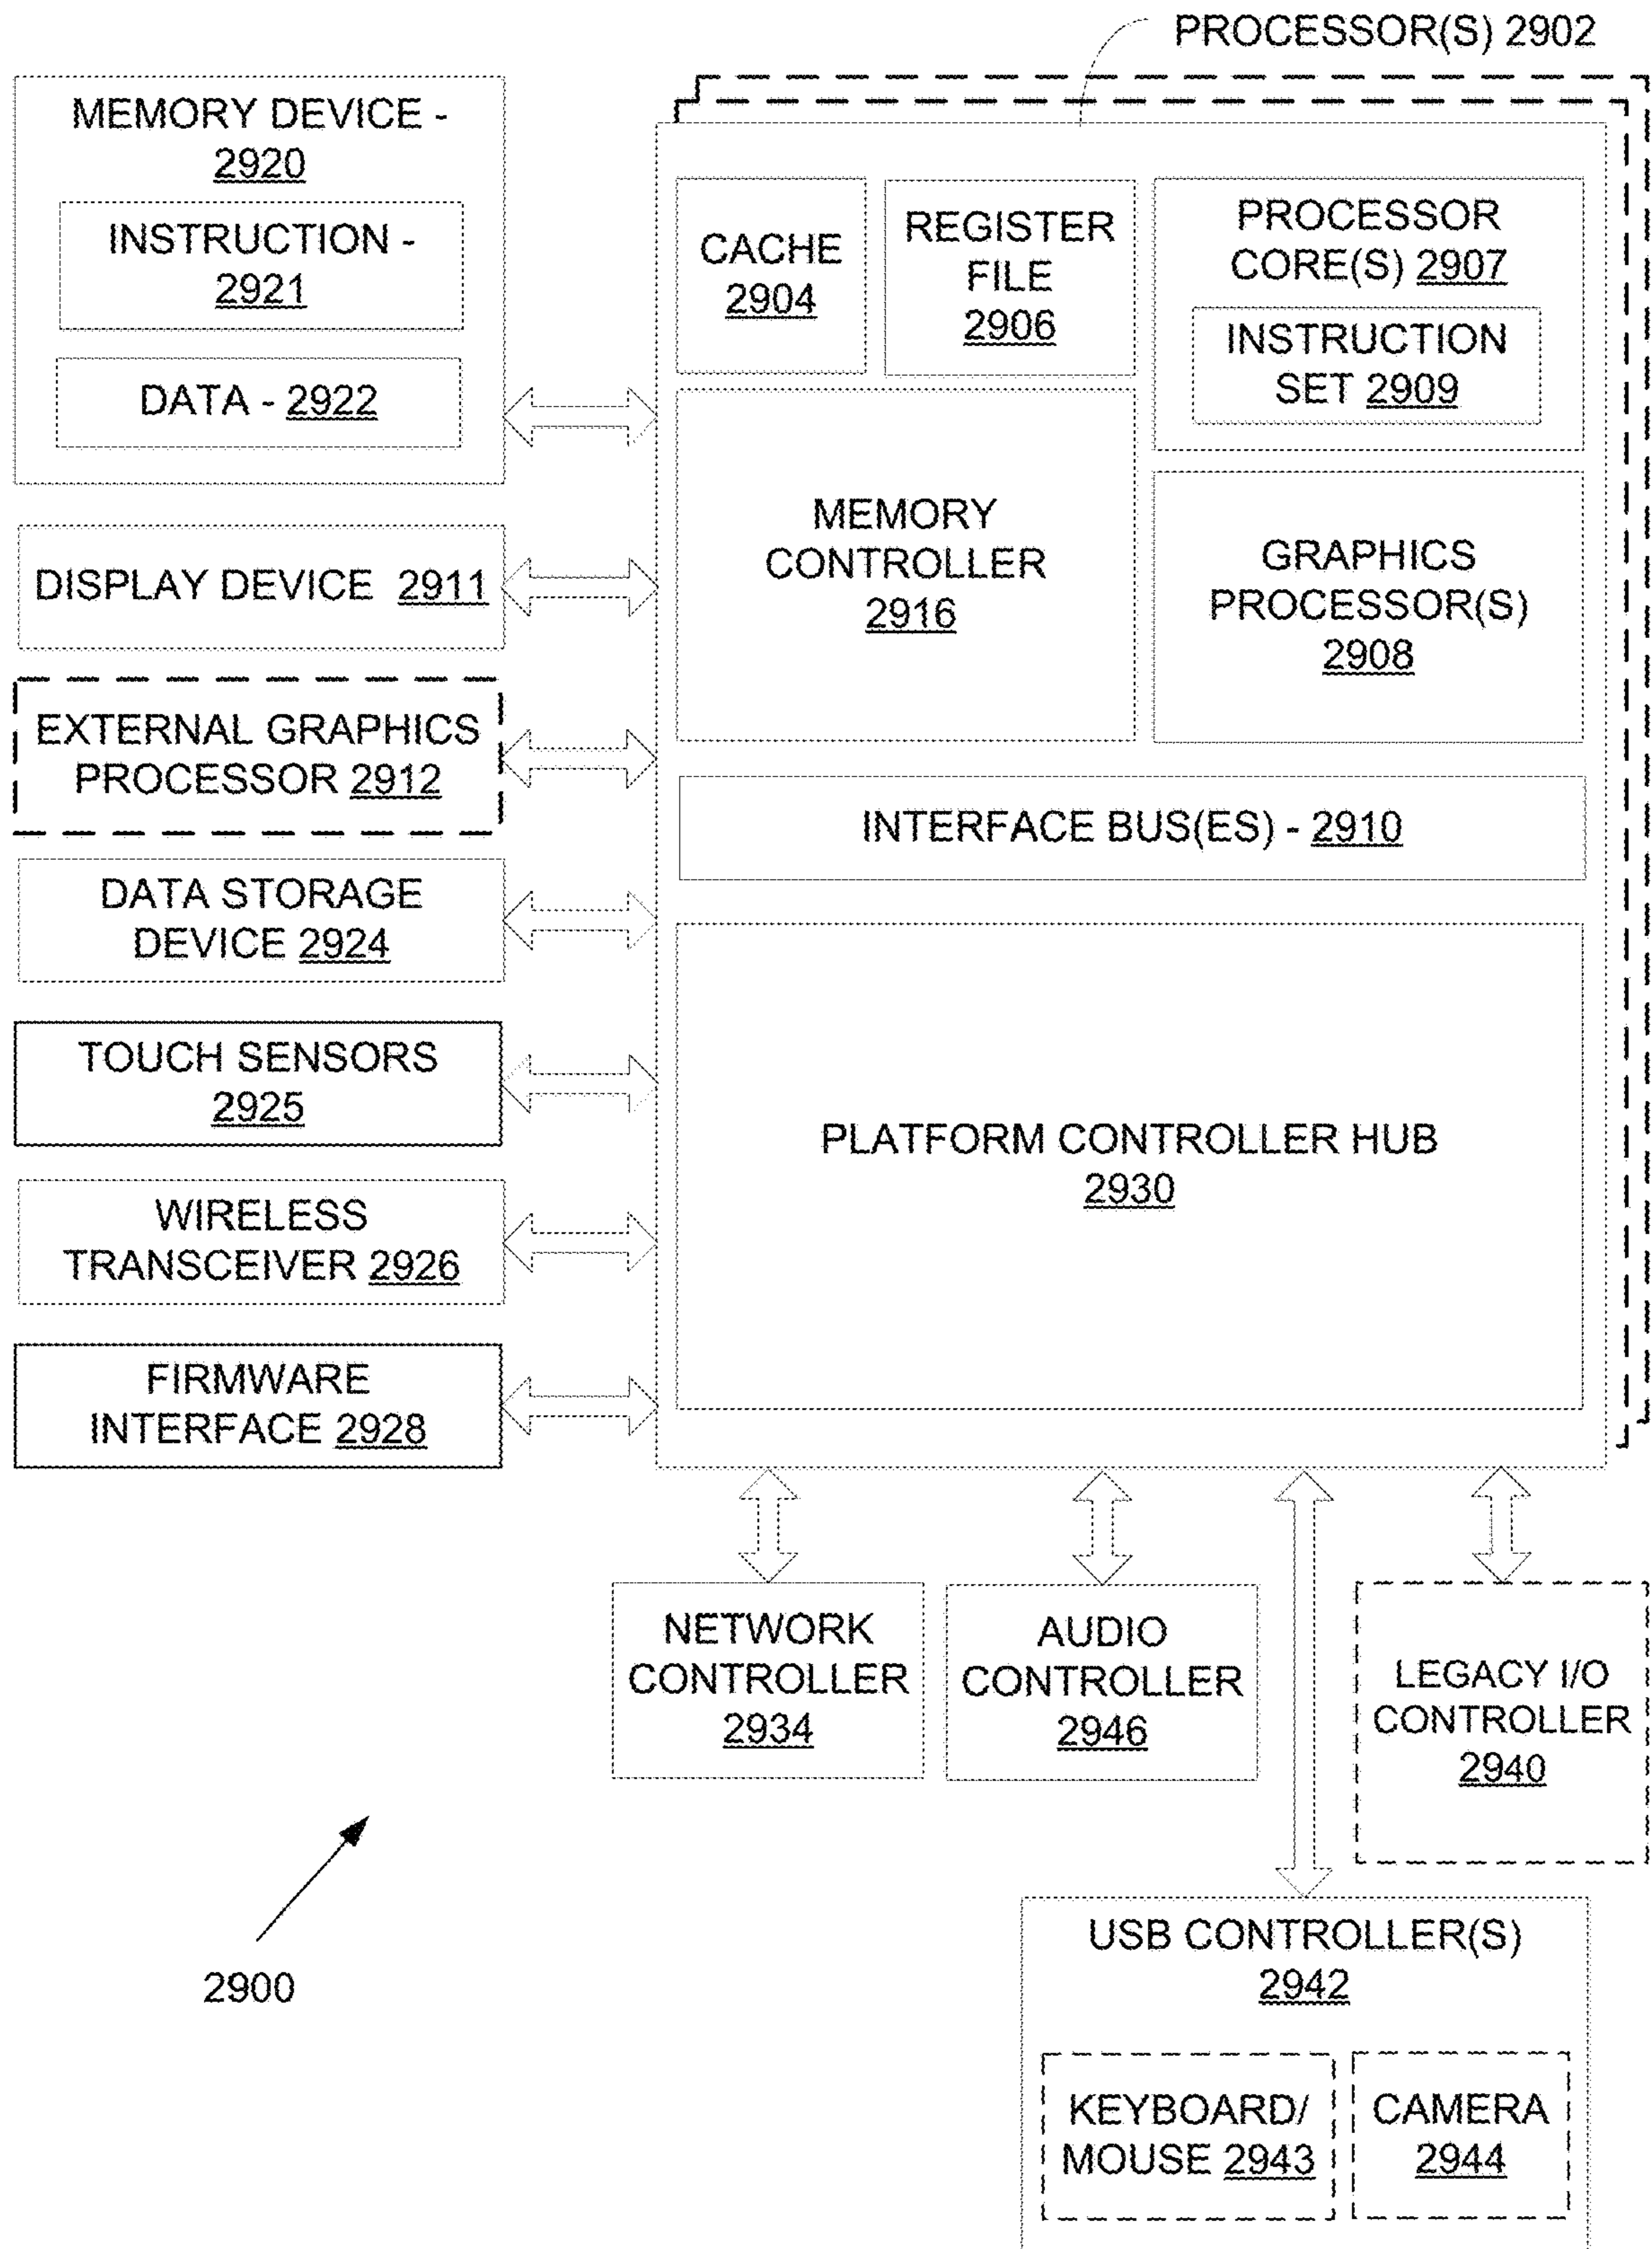 PROCESSOR(S) 2902
MEMORY DEVICE -
2920
INSTRUCTION -
2921
DATA - 2922
DISPLAY DEVICE 2911
EXTERNAL GRAPHICS
PROCESSOR 2912
DATA STORAGE
DEVICE 2924
TOUCH SENSORS
2925
WIRELESS
TRANSCEIVER 2926
FIRMWARE
INTERFACE 2928
CACHE
2904
REGISTER
FILE
2906
PROCESSOR
CORE(S) 2907
INSTRUCTION
SET 2909
MEMORY
CONTROLLER
2916
GRAPHICS
PROCESSOR(S)
2908
INTERFACE BUS(ES) - 2910
PLATFORM CONTROLLER HUB
2930
NETWORK
CONTROLLER
2934
AUDIO
CONTROLLER
2946
LEGACY I/O
CONTROLLER
2940
USB CONTROLLER(S)
2942
KEYBOARD/
MOUSE 2943
CAMERA
2944
2900